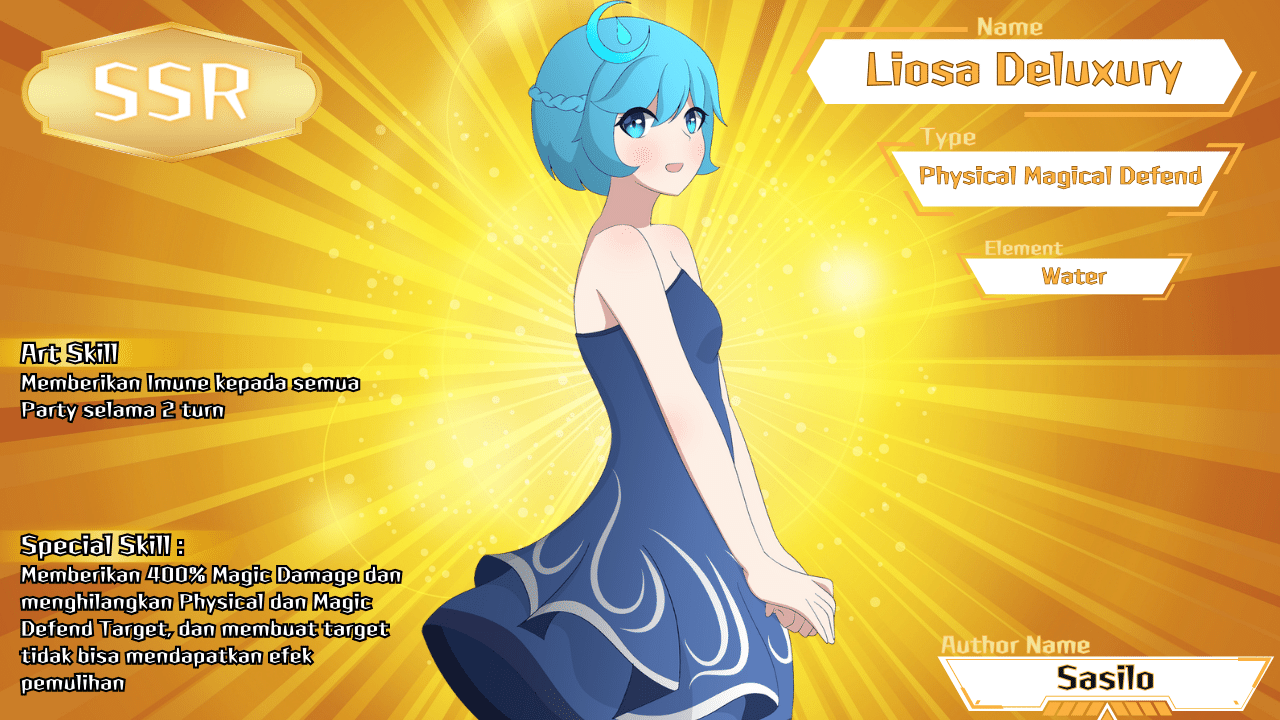 SSR
Name
Liosa Deluxury
Type
Physical Magical Defend
Element
Water
Art Skill
Memberikan Imune kepada semua
Party selama 2 turn
Special Skill :
Memberikan 400% Magic Damage dan
menghilangkan Physical dan Magic
Defend Target, dan membuat target
tidak bisa mendapatkan efek
pemulihan
Author Name
Sasilo